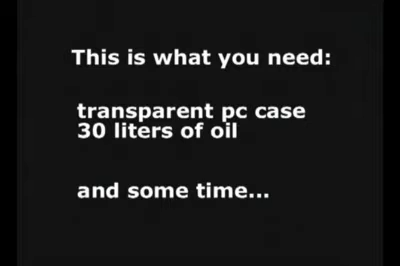 This is what you need:
transparent pc case
30 liters of oil
and some time...